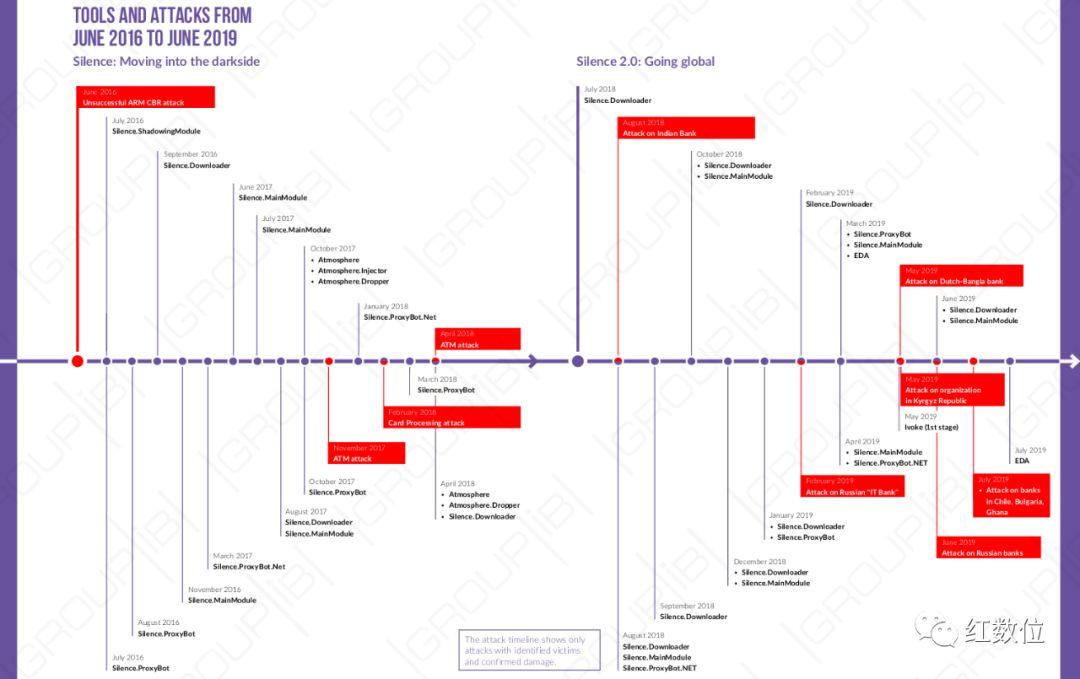 TOOLS AND ATTACKS FROM
JUNE 2016 TO JUNE 2019
Silence: Moving into the darkside
June 2016
Unsuccessful ARM CBR attack
July 2016
Silence.ShadowingModule
September 2016
Silence.Downloader
June 2017
Silence.MainModule
July 2017
Silence.MainModule
October 2017
• Atmosphere
• Atmosphere.Injector
• Atmosphere.Dropper
January 2018
Silence.ProxyBot.Net
April 2018
ATM attack
March 2018
Silence.ProxyBot
February 2018
Card Processing attack
November 2017
ATM attack
October 2017
Silence.ProxyBot
April 2018
• Atmosphere
• Atmosphere.Dropper
• Silence.Downloader
August 2017
Silence.Downloader
Silence.MainModule
March 2017
Silence.ProxyBot.Net
November 2016
Silence.MainModule
August 2016
Silence.ProxyBot
July 2016
Silence.ProxyBot
The attack timeline shows only
attacks with identified victims
and confirmed damage.
Silence 2.0: Going global
July 2018
Silence.Downloader
August 2018
Attack on Indian Bank
October 2018
• Silence.Downloader
• Silence.MainModule
February 2019
Silence.Downloader
March 2019
• Silence.ProxyBot
• Silence.MainModule
• EDA
May 2019
Attack on Dutch-Bangla bank
June 2019
• Silence.Downloader
• Silence.MainModule
May 2019
Attack on organization
in Kyrgyz Republic
May 2019
Ivoke (1st stage)
April 2019
• Silence.MainModule
• Silence.ProxyBot.NET
July 2019
EDA
February 2019
Attack on Russian "IT Bank"
July 2019
• Attack on banks
in Chile, Bulgaria,
Ghana
January 2019
• Silence.Downloader
• Silence.ProxyBot
June 2019
Attack on Russian banks
December 2018
• Silence.Downloader
• Silence.MainModule
September 2018
Silence.Downloader
August 2018
Silence.Downloader
Silence.MainModule
Silence.ProxyBot.NET
红数位
GROUP|iB